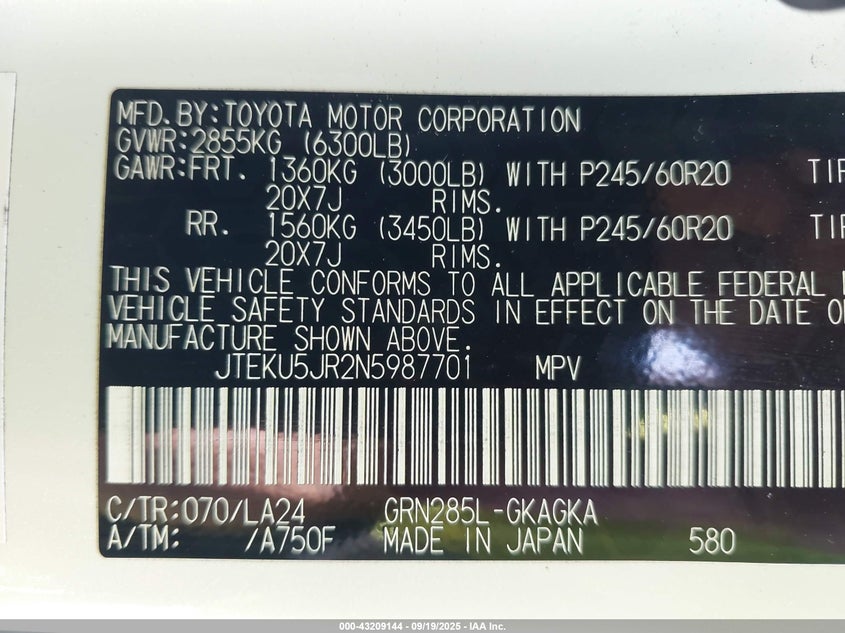 MFD.BY:TOYOTA MOTOR CORPORATION
GVWR:2855KG (6300LB)
GAWR:FRT. 1360KG (3000LB) WITH P245/60R20 TIR
20X7J RIMS.
RR. 1560KG (3450LB) WITH P245/60R20 TIR
20X7J RIMS.
THIS VEHICLE CONFORMS TO ALL APPLICABLE FEDERAL
VEHICLE SAFETY STANDARDS IN EFFECT ON THE DATE O
MANUFACTURE SHOWN ABOVE.
JTEKU5JR2N5987701 MPV
C/TR:070/LA24 GRN285L-GKAGKA
A/TM: /A750F MADE IN JAPAN 580
000-43209144 - 09/19/2025 - IAA Inc.